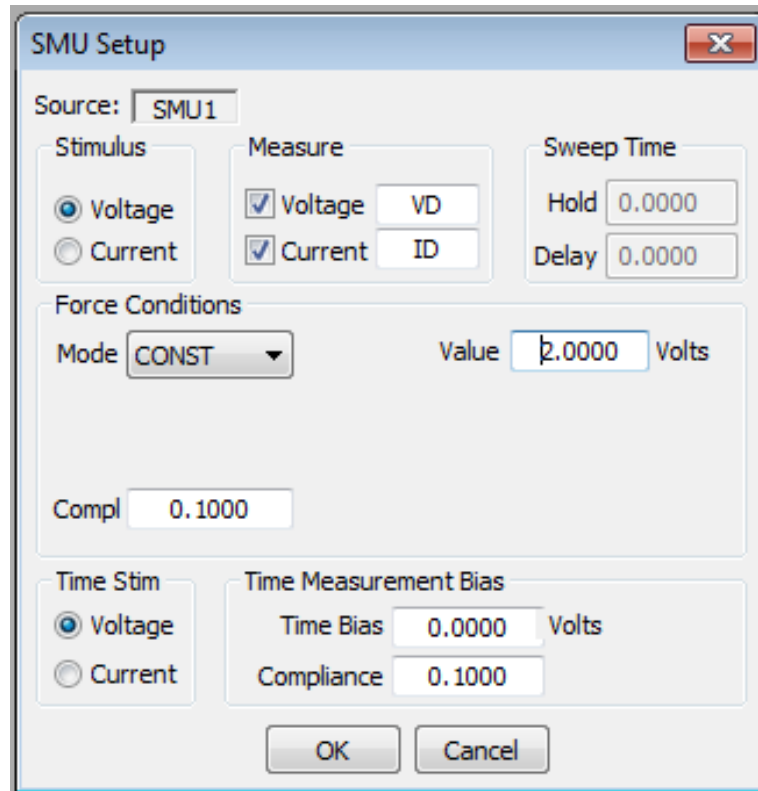 SMU Setup
Source: SMU1
Stimulus Measure Sweep Time
Voltage Voltage VD Hold 0.0000
Current Current ID Delay 0.0000
Force Conditions
Mode CONST Value 2.0000 Volts
Compl 0.1000
Time Stim Time Measurement Bias
Voltage Time Bias 0.0000 Volts
Current Compliance 0.1000
OK Cancel